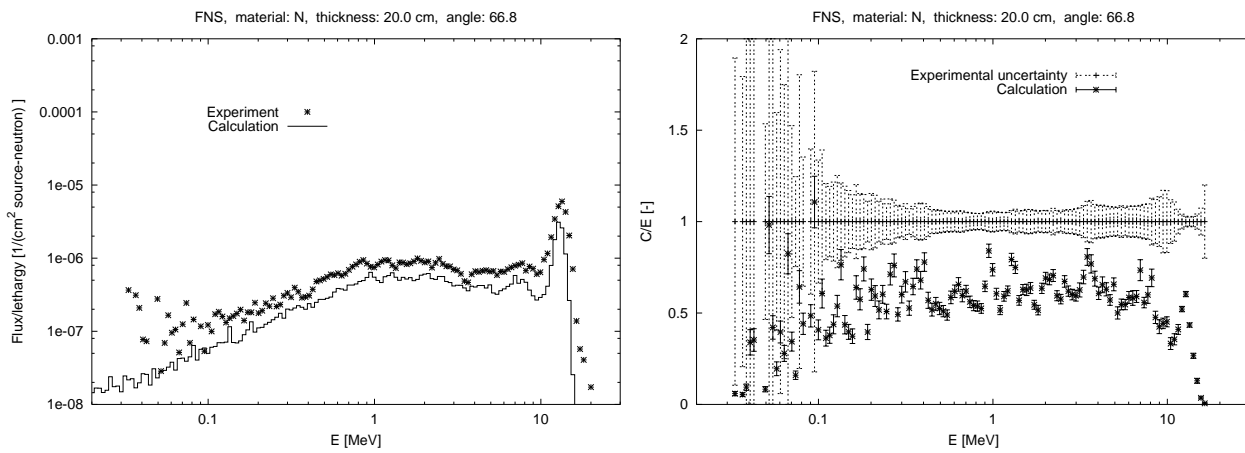 FNS, material: N, thickness: 20.0 cm, angle: 66.8
0.001
0.0001
1e-05
1e-06
1e-07
1e-08
Flux/lethargy [1/(cm2 source-neutron) ]
Experiment
Calculation
0.1
1
10
E [MeV]
FNS, material: N, thickness: 20.0 cm, angle: 66.8
2
1.5
1
0.5
0
C/E [-]
Experimental uncertainty
Calculation
0.1
1
10
E [MeV]